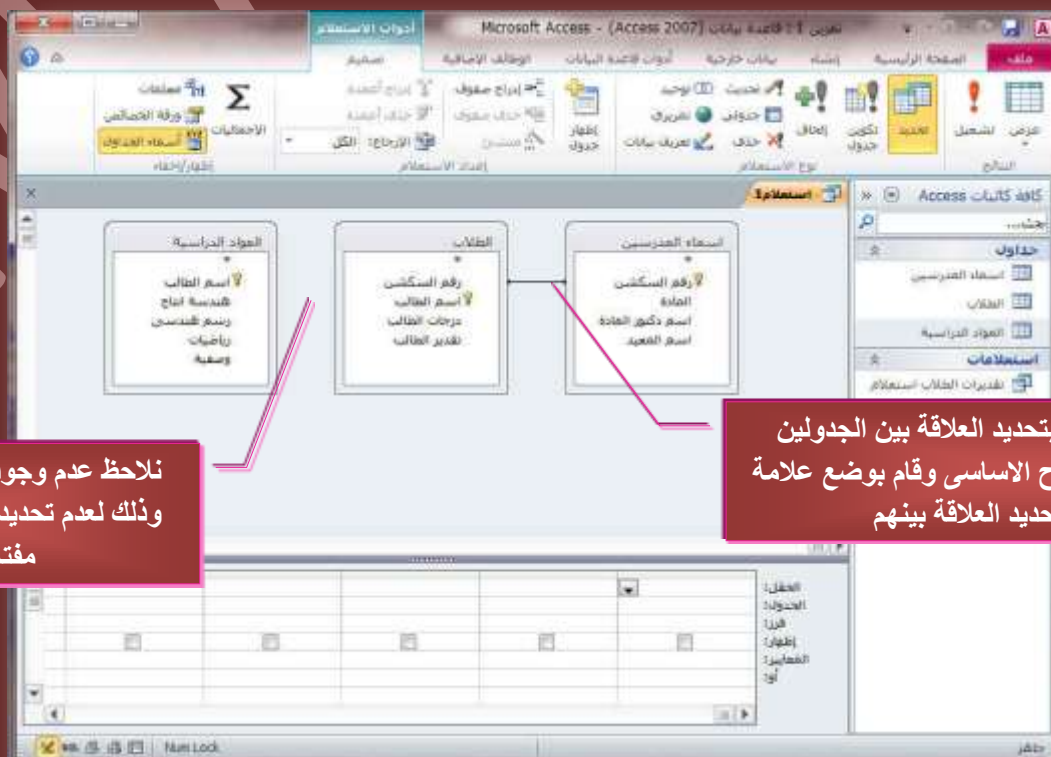 أدوات الاستعلام
تمرين 1 : قاعدة بيانات (Access 2007) - Microsoft Access
ملف
الصفحة الرئيسية
إنشاء
بيانات خارجية
أدوات قاعدة البيانات
الوظائف الإضافية
تصميم
عرض
تشغيل
تحديد
تكوين جدول
إلحاق
تحديث
جدولي
حذف
توحيد
تمرير
تعريف بيانات
إظهار جدول
إدراج صفوف
حذف صفوف
منشئ
إدراج أعمدة
حذف أعمدة
الإرجاع: الكل
الإجماليات
معلمات
ورقة الخصائص
أسماء الجداول
النتائج
نوع الاستعلام
إعداد الاستعلام
إظهار/إخفاء
كافة كائنات Access
بحث...
جداول
اسماء المدرسين
الطلاب
المواد الدراسية
استعلامات
تقديرات الطلاب استعلام
استعلام1
اسماء المدرسين
*
رقم السكشن
المادة
اسم دكتور المادة
اسم المعيد
الطلاب
*
رقم السكشن
اسم الطالب
درجات الطالب
تقدير الطالب
المواد الدراسية
*
اسم الطالب
هندسة انتاج
رسم هندسى
رياضيات
وصفية
بتحديد العلاقة بين الجدولين
ح الاساسى وقام بوضع علامة
حديد العلاقة بينهم
نلاحظ عدم وجو
وذلك لعدم تحديد
مفت
الحقل:
الجدول:
فرز:
إظهار:
المعايير:
أو:
جاهز
Num Lock